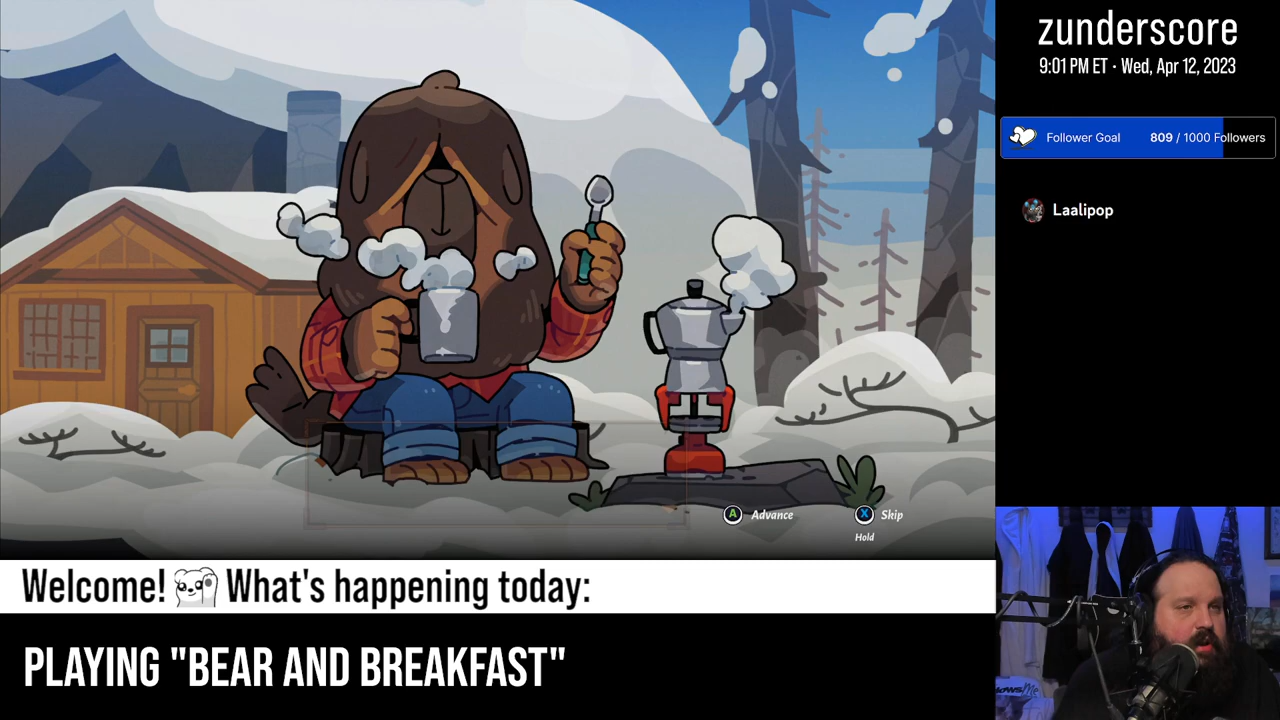 zunderscore
9:01 PM ET · Wed, Apr 12, 2023
Follower Goal 809 / 1000 Followers
Laalipop
A Advance
X Skip
Hold
Welcome! What's happening today:
PLAYING "BEAR AND BREAKFAST"